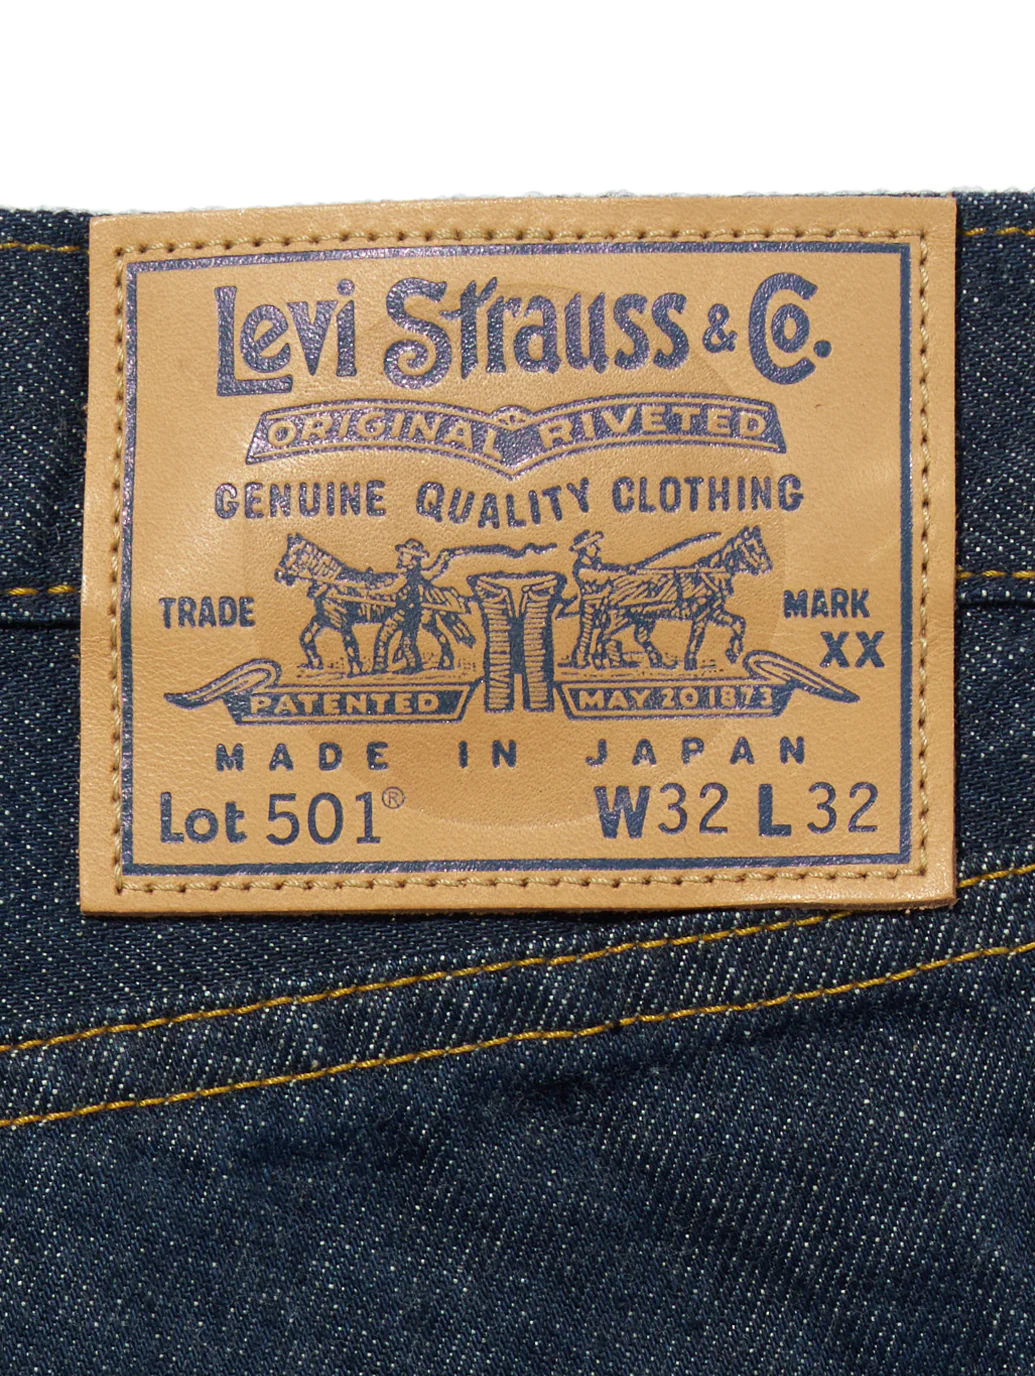 Levi Strauss & Co.
ORIGINAL RIVETED
GENUINE QUALITY CLOTHING
TRADE MARK
XX
PATENTED MAY 20 1873
MADE IN JAPAN
Lot 501® W32 L32